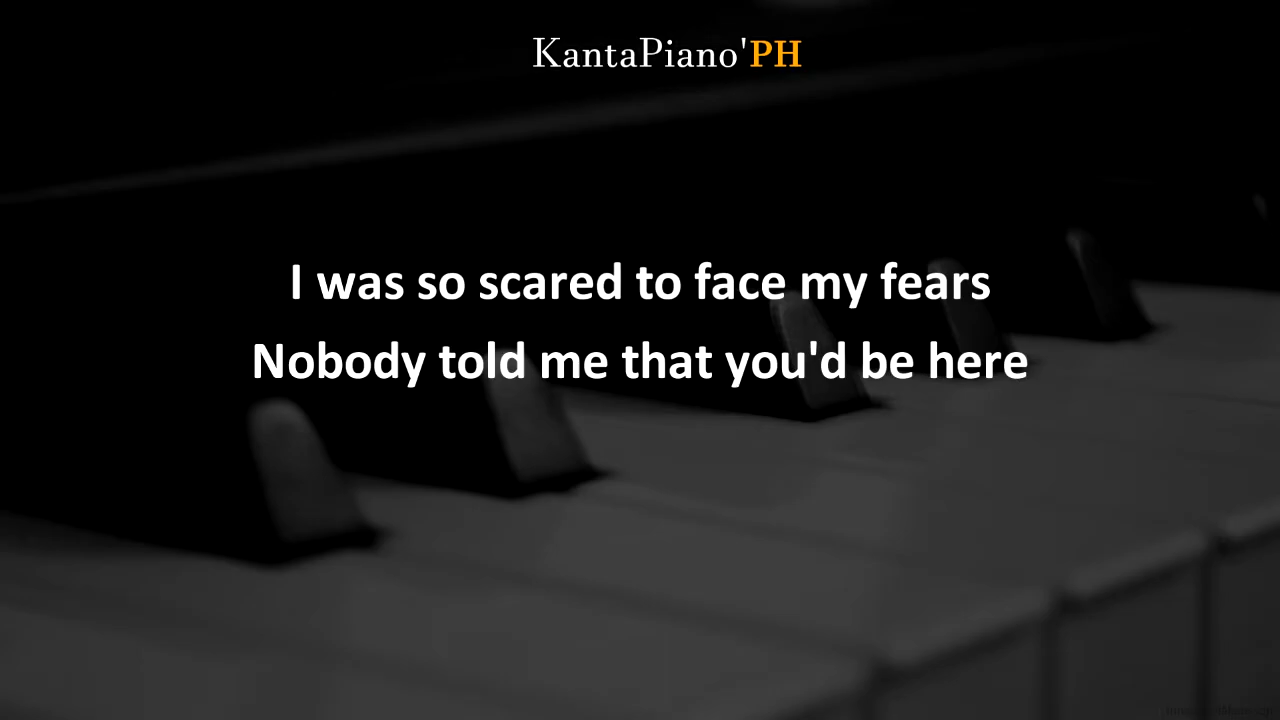 KantaPiano'PH
I was so scared to face my fears
Nobody told me that you'd be here